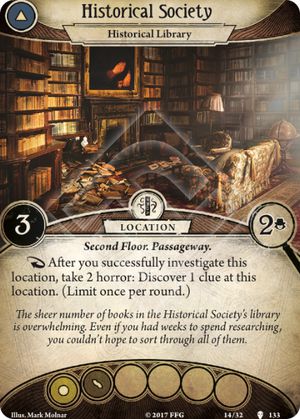 Historical Society
Historical Library
3
LOCATION
2
Second Floor. Passageway.
After you successfully investigate this
location, take 2 horror: Discover 1 clue at this
location. (Limit once per round.)
The sheer number of books in the Historical Society's library
is overwhelming. Even if you had weeks to spend researching,
you couldn't hope to sort through all of them.
Illus. Mark Molnar
© 2017 FFG
14/32
133